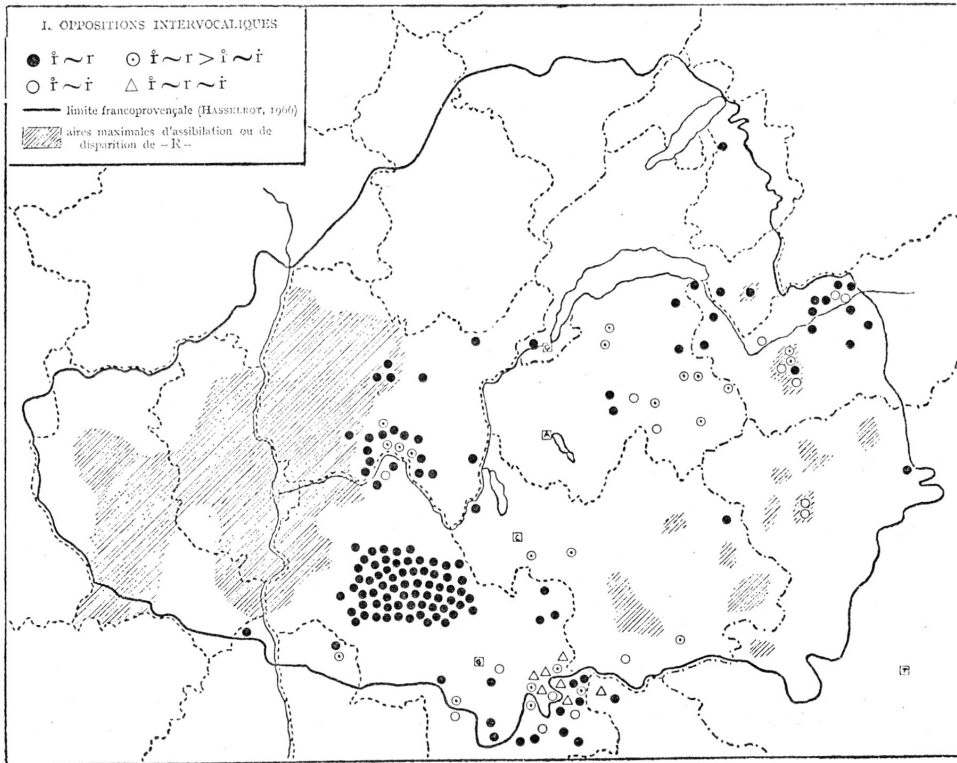 I. OPPOSITIONS INTERVOCALIQUES
● r̊ ~ r ⊙ r̊ ~ r > r̊ ~ ṙ
○ r̊ ~ ṙ △ r̊ ~ r ~ ṙ
limite francoprovençale (HASSELROT, 1966)
aires maximales d'assibilation ou de
disparition de – R –
G
A
C
G
T